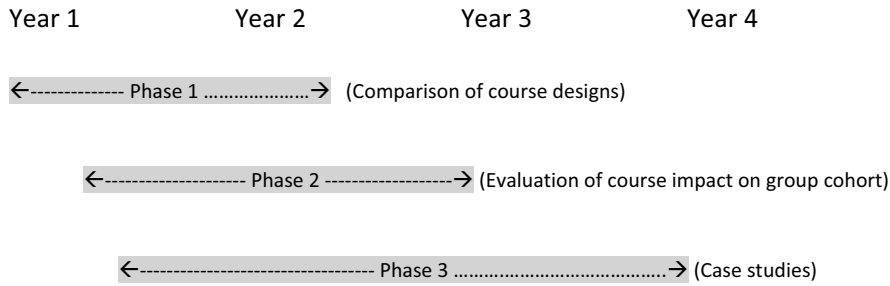 Year 1 Year 2 Year 3 Year 4
←-------------- Phase 1 …………………→ (Comparison of course designs)
←--------------------- Phase 2 -------------------→ (Evaluation of course impact on group cohort)
←----------------------------------- Phase 3 ……….…………………………..→ (Case studies)